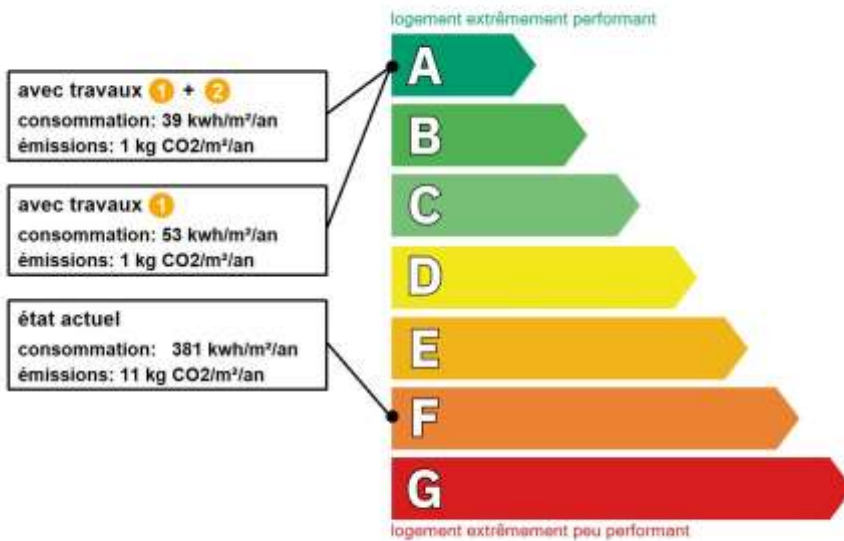 logement extrêmement performant
A
avec travaux 1 + 2
consommation: 39 kwh/m²/an
émissions: 1 kg CO2/m²/an
B
avec travaux 1
consommation: 53 kwh/m²/an
émissions: 1 kg CO2/m²/an
C
D
état actuel
consommation: 381 kwh/m²/an
émissions: 11 kg CO2/m²/an
E
F
G
logement extrêmement peu performant